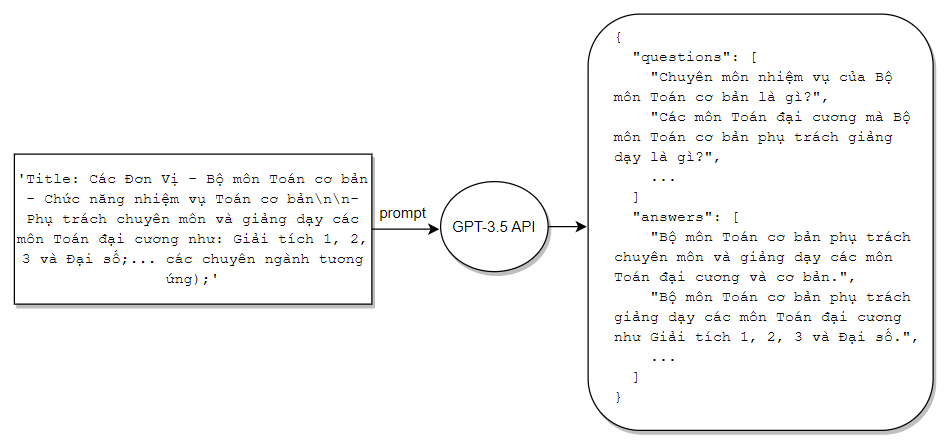 'Title: Các Đơn Vị - Bộ môn Toán cơ bản
- Chức năng nhiệm vụ Toán cơ bản\n\n-
Phụ trách chuyên môn và giảng dạy các
môn Toán đại cương như: Giải tích 1, 2,
3 và Đại số;... các chuyên ngành tương
ứng);'
prompt
GPT-3.5 API
{
"questions": [
"Chuyên môn nhiệm vụ của Bộ
môn Toán cơ bản là gì?",
"Các môn Toán đại cương mà Bộ
môn Toán cơ bản phụ trách giảng
dạy là gì?",
...
]
"answers": [
"Bộ môn Toán cơ bản phụ trách
chuyên môn và giảng dạy các môn
Toán đại cương và cơ bản.",
"Bộ môn Toán cơ bản phụ trách
giảng dạy các môn Toán đại cương
như Giải tích 1, 2, 3 và Đại số.",
...
]
}